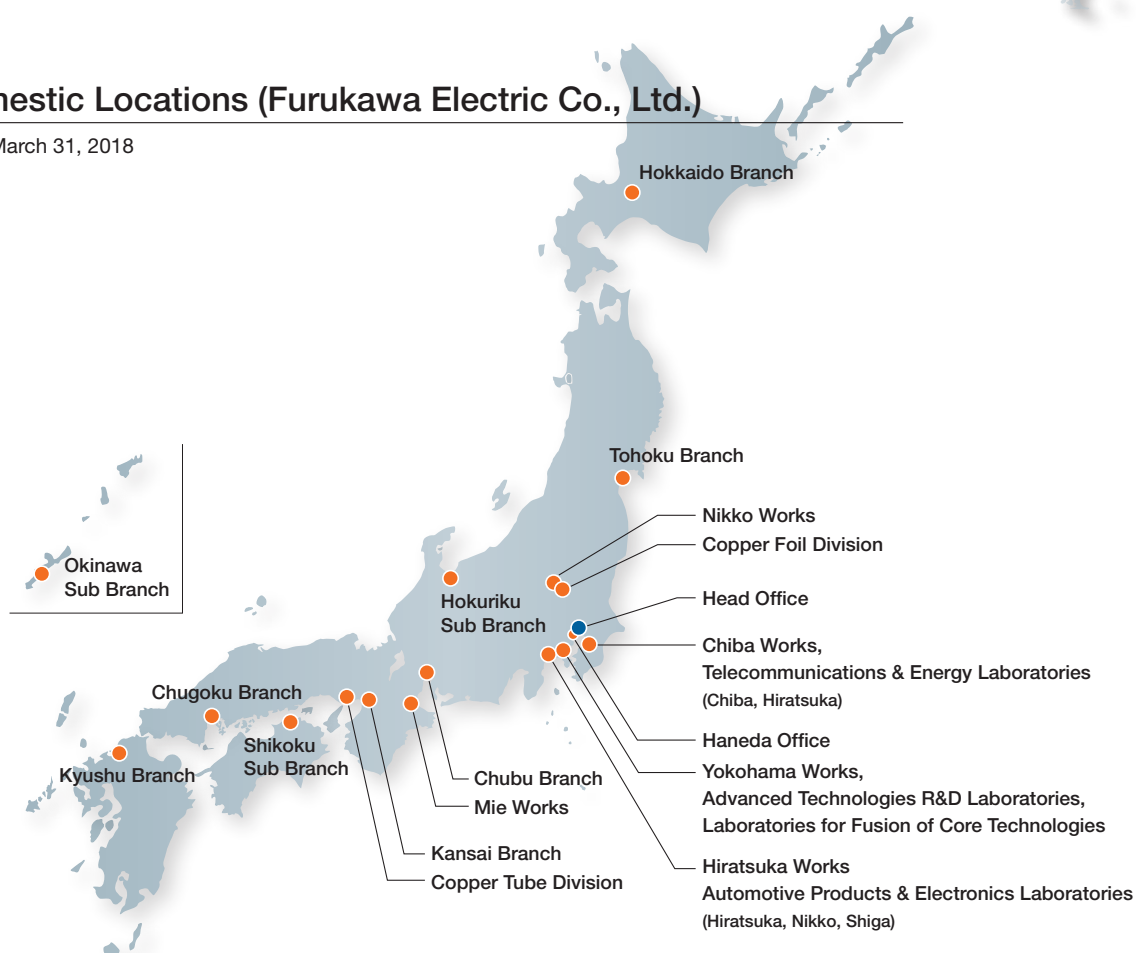 nestic Locations (Furukawa Electric Co., Ltd.)
March 31, 2018
Hokkaido Branch
Tohoku Branch
Nikko Works
Copper Foil Division
Head Office
Chiba Works,
Telecommunications & Energy Laboratories
(Chiba, Hiratsuka)
Haneda Office
Yokohama Works,
Advanced Technologies R&D Laboratories,
Laboratories for Fusion of Core Technologies
Hiratsuka Works
Automotive Products & Electronics Laboratories
(Hiratsuka, Nikko, Shiga)
Okinawa
Sub Branch
Hokuriku
Sub Branch
Chugoku Branch
Shikoku
Sub Branch
Kyushu Branch
Chubu Branch
Mie Works
Kansai Branch
Copper Tube Division